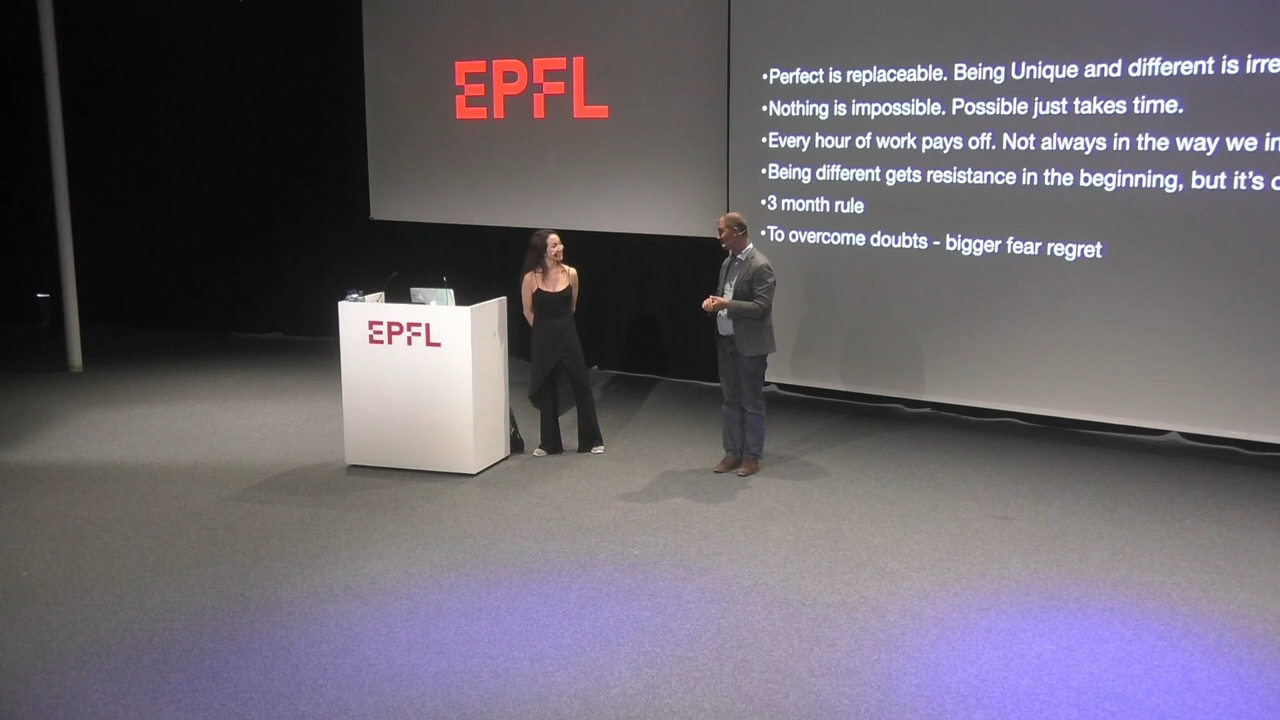 EPFL
•Perfect is replaceable. Being Unique and different is
•Nothing is impossible. Possible just takes time.
•Every hour of work pays off. Not always in the way we
•Being different gets resistance in the beginning, but it's
•3 month rule
•To overcome doubts - bigger fear regret
EPFL